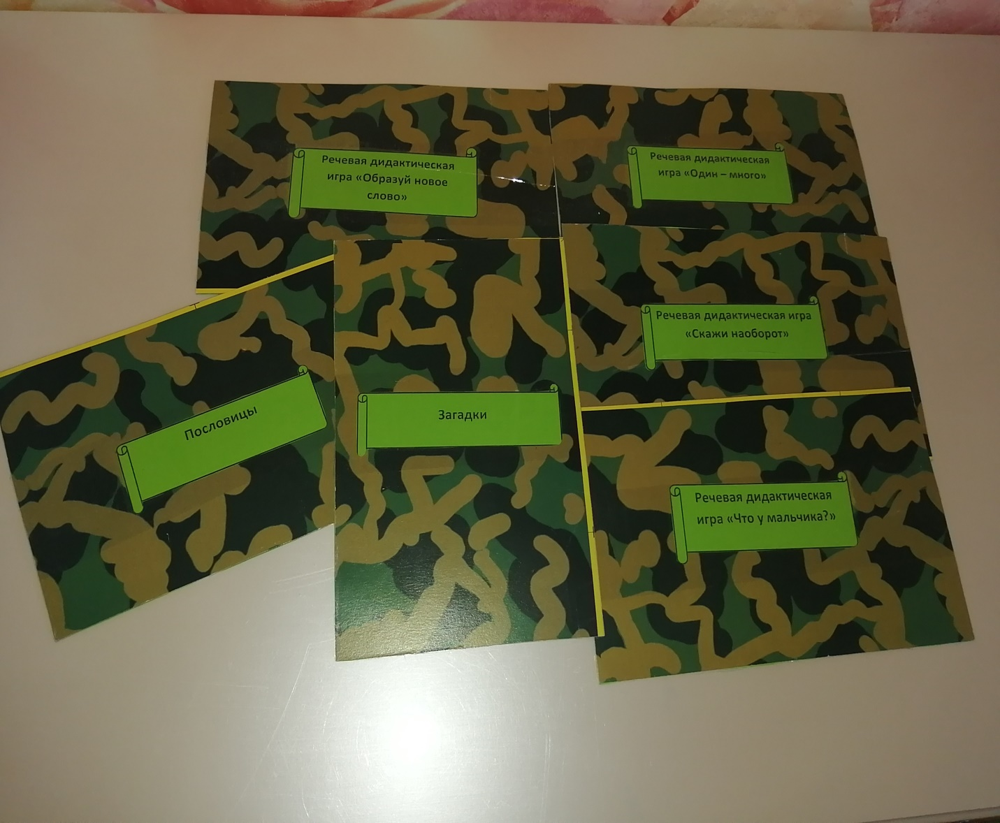 Речевая дидактическая
игра «Образуй новое
слово»
Речевая дидактическая
игра «Один – много»
Речевая дидактическая игра
«Скажи наоборот»
Пословицы
Загадки
Речевая дидактическая
игра «Что у мальчика?»